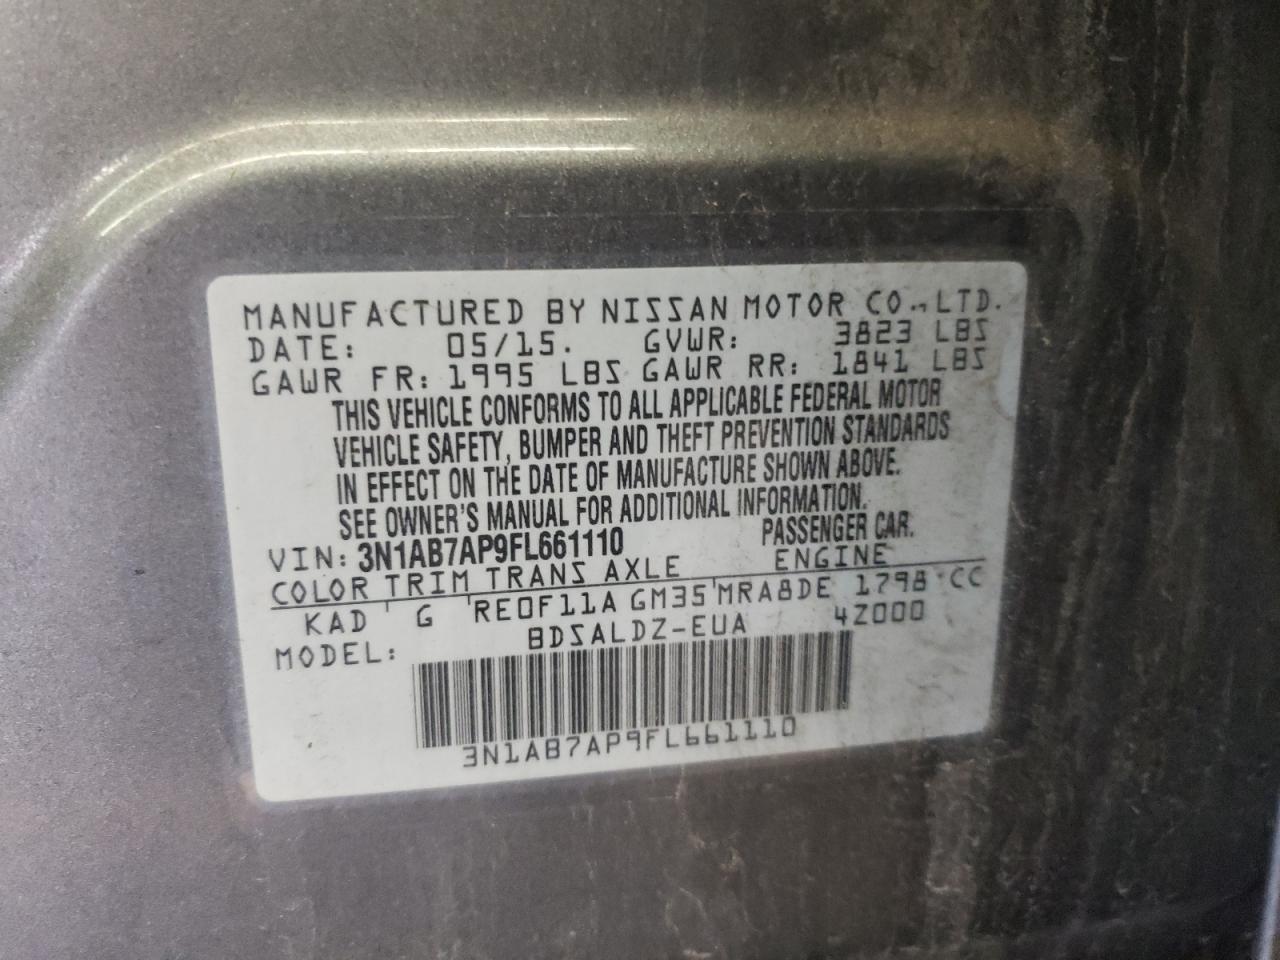 MANUFACTURED BY NISSAN MOTOR CO., LTD.
DATE: 05/15. GVWR: 3823 LBS
GAWR FR: 1995 LBS GAWR RR: 1841 LBS
THIS VEHICLE CONFORMS TO ALL APPLICABLE FEDERAL MOTOR
VEHICLE SAFETY, BUMPER AND THEFT PREVENTION STANDARDS
IN EFFECT ON THE DATE OF MANUFACTURE SHOWN ABOVE.
SEE OWNER'S MANUAL FOR ADDITIONAL INFORMATION.
VIN: 3N1AB7AP9FL661110 PASSENGER CAR.
COLOR TRIM TRANS AXLE ENGINE
KAD G RE0F11A GM35 MRA8DE 1798 CC
MODEL: BDSALDZ-EUA 4Z000
3N1AB7AP9FL661110